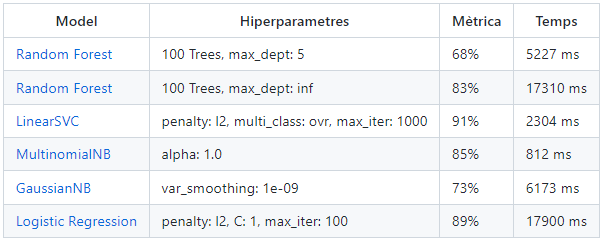 Model Hiperparametres Mètrica Temps
Random Forest 100 Trees, max_dept: 5 68% 5227 ms
Random Forest 100 Trees, max_dept: inf 83% 17310 ms
LinearSVC penalty: l2, multi_class: ovr, max_iter: 1000 91% 2304 ms
MultinomialNB alpha: 1.0 85% 812 ms
GaussianNB var_smoothing: 1e-09 73% 6173 ms
Logistic Regression penalty: l2, C: 1, max_iter: 100 89% 17900 ms